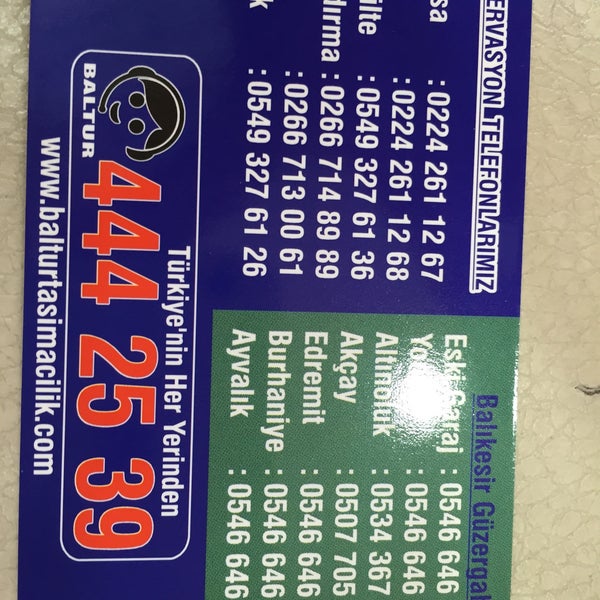 ERVASYON TELEFONLARIMIZ
sa : 0224 261 12 67
: 0224 261 12 68
ilte : 0549 327 61 36
dırma : 0266 714 89 89
: 0266 713 00 61
k : 0549 327 61 26
BALTUR
Türkiye'nin Her Yerinden
444 25 39
www.balturtasimacilik.com
Balıkesir Güzergah
Eski Garaj : 0546 646
: 0546 646
Altınoluk : 0534 367
Akçay : 0507 705
Edremit : 0546 646
Burhaniye : 0546 646
Ayvalık : 0546 646